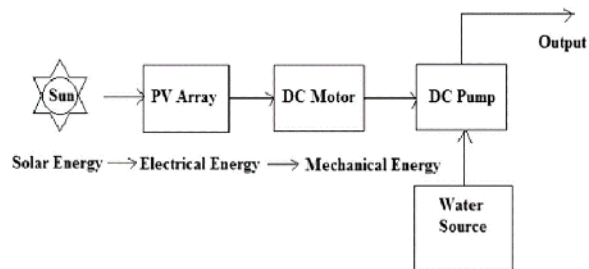 Output
Sun
PV Array
DC Motor
DC Pump
Solar Energy Electrical Energy Mechanical Energy
Water
Source